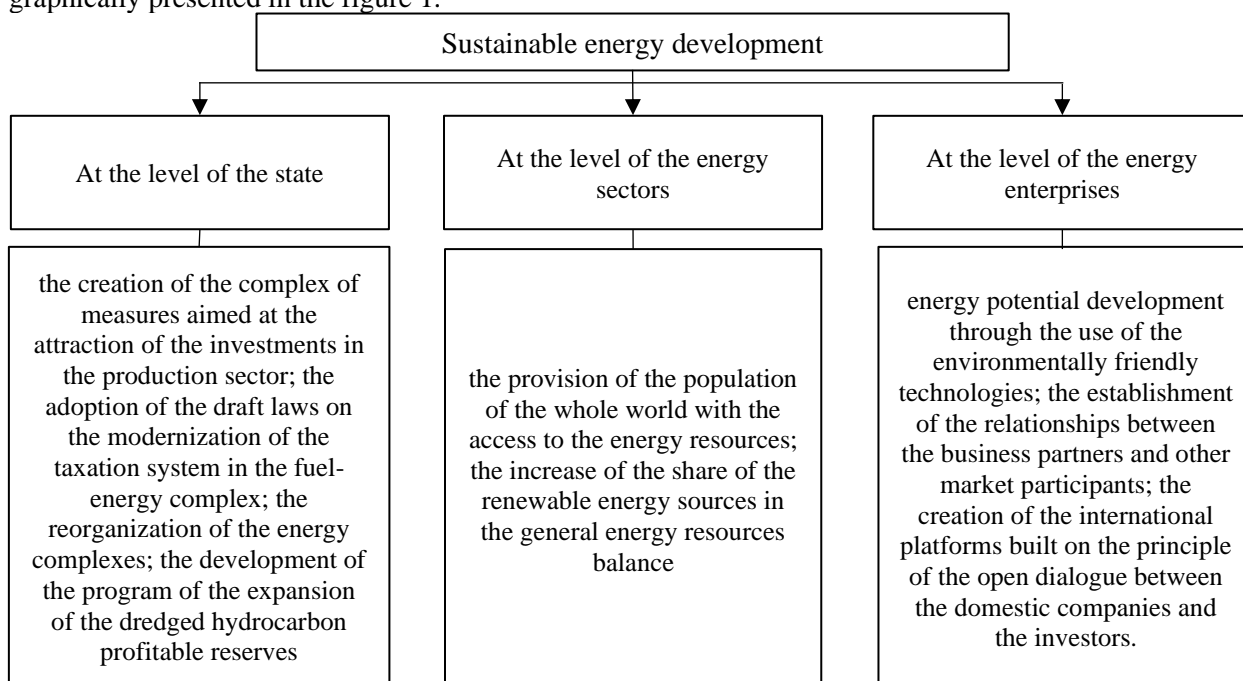 graphically presented in the figure 1.
Sustainable energy development
At the level of the state
At the level of the energy
sectors
At the level of the energy
enterprises
the creation of the complex of
measures aimed at the
attraction of the investments in
the production sector; the
adoption of the draft laws on
the modernization of the
taxation system in the fuel-
energy complex; the
reorganization of the energy
complexes; the development of
the program of the expansion
of the dredged hydrocarbon
profitable reserves
the provision of the population
of the whole world with the
access to the energy resources;
the increase of the share of the
renewable energy sources in
the general energy resources
balance
energy potential development
through the use of the
environmentally friendly
technologies; the establishment
of the relationships between
the business partners and other
market participants; the
creation of the international
platforms built on the principle
of the open dialogue between
the domestic companies and
the investors.